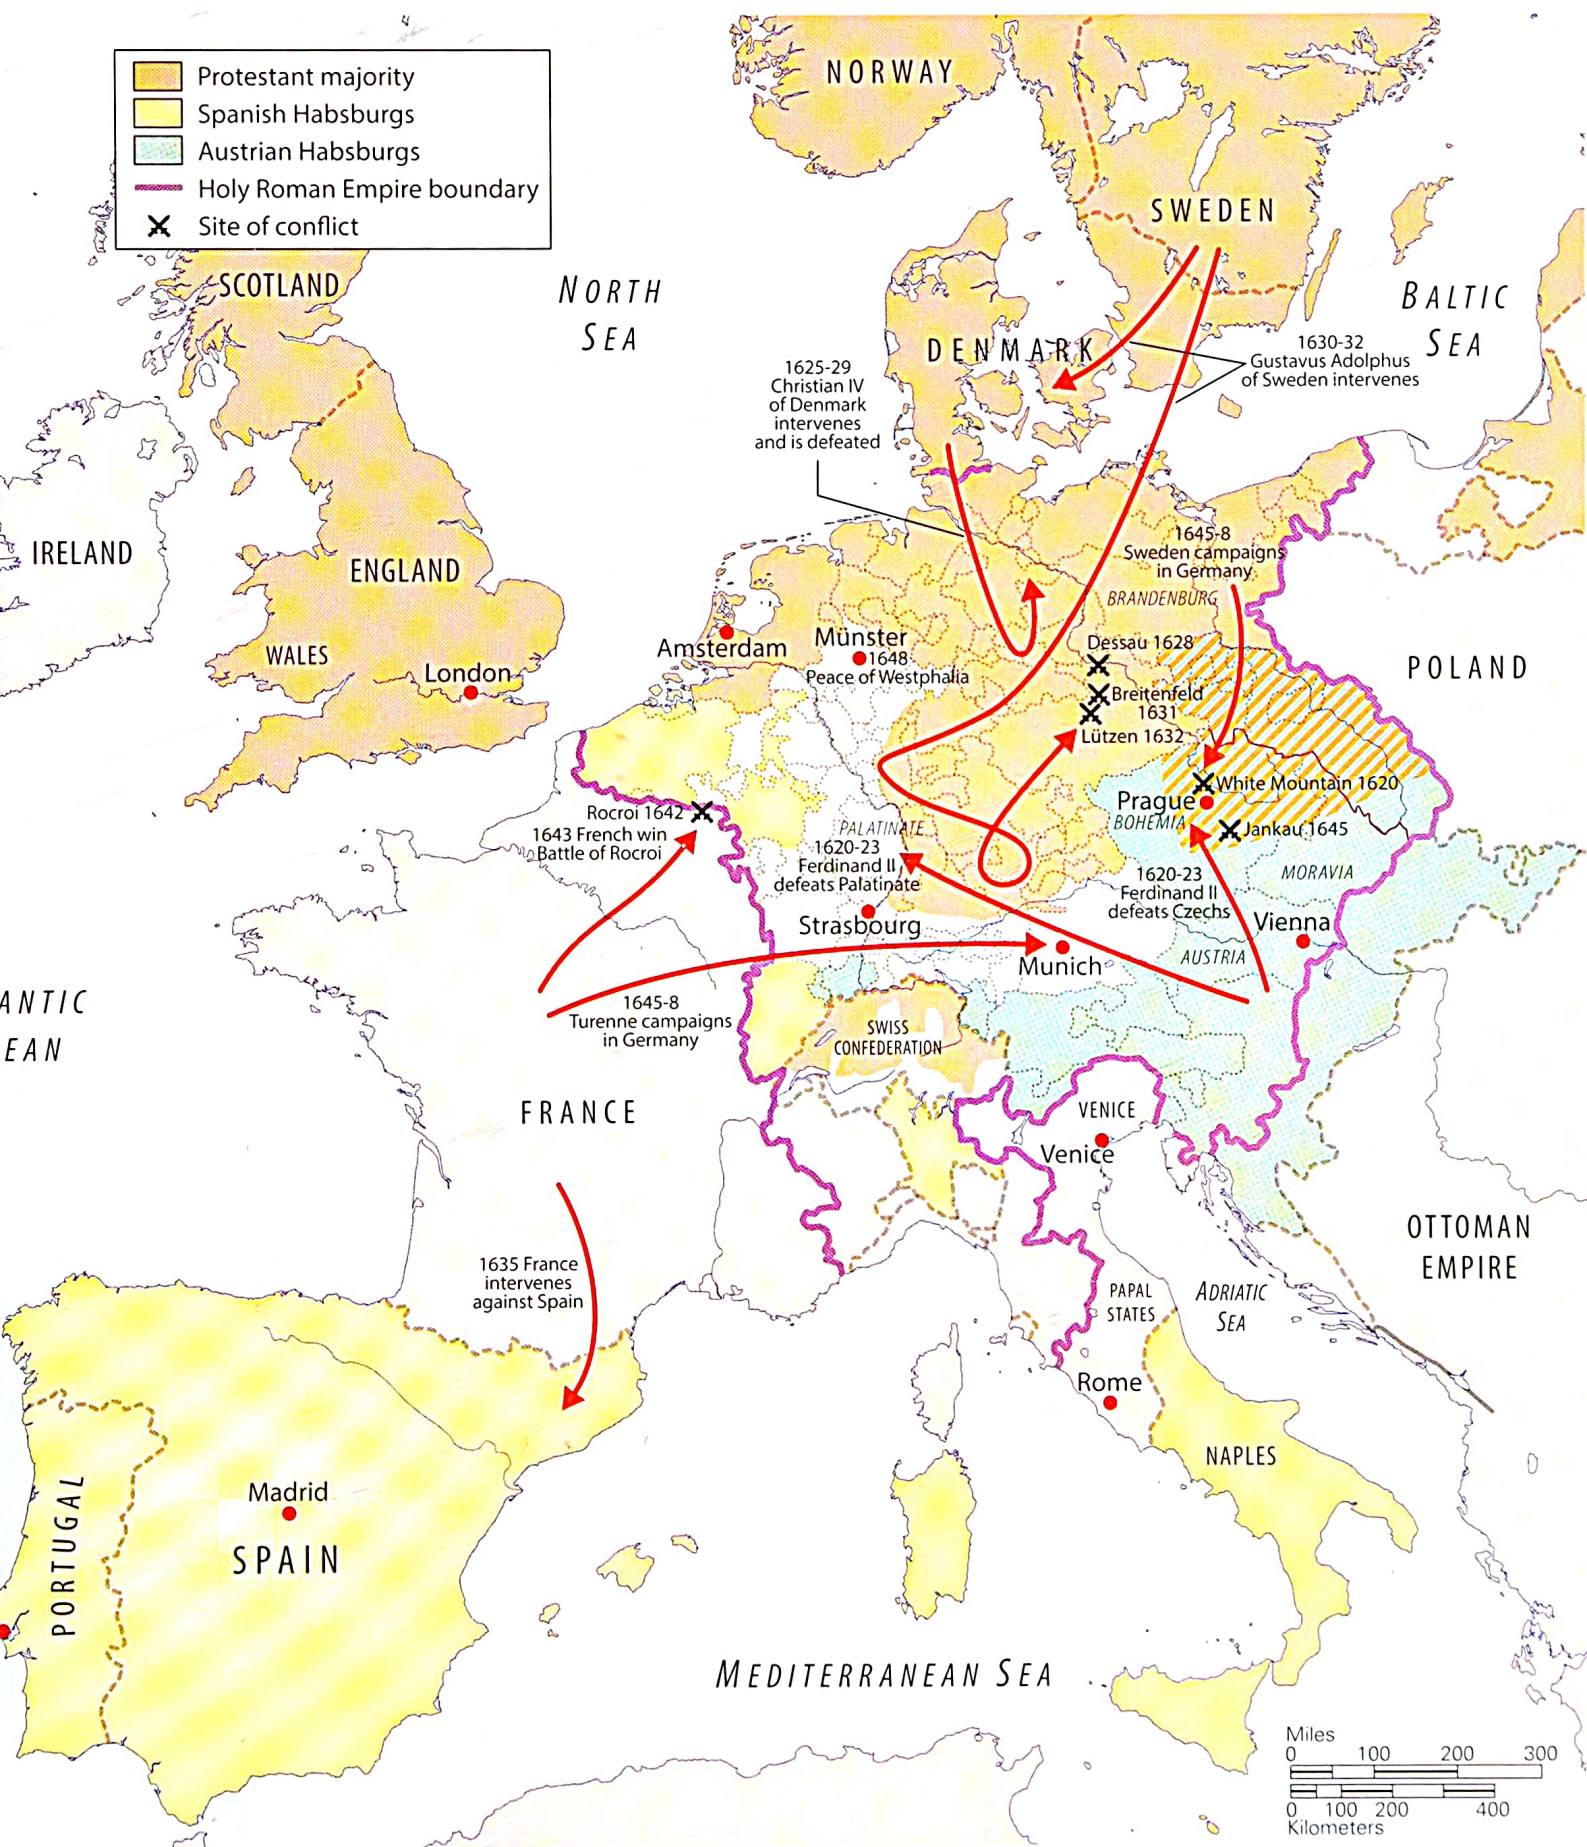 Protestant majority
Spanish Habsburgs
Austrian Habsburgs
Holy Roman Empire boundary
Site of conflict
NORWAY
SWEDEN
SCOTLAND
NORTH
SEA
BALTIC
SEA
DENMARK
1630-32
Gustavus Adolphus
of Sweden intervenes
1625-29
Christian IV
of Denmark
intervenes
and is defeated
IRELAND
ENGLAND
WALES
London
Amsterdam
Münster
1648
Peace of Westphalia
1645-8
Sweden campaigns
in Germany
BRANDENBURG
Dessau 1628
Breitenfeld
1631
Lützen 1632
POLAND
White Mountain 1620
Prague
BOHEMIA
Jankau 1645
MORAVIA
Rocroi 1642
1643 French win
Battle of Rocroi
PALATINATE
1620-23
Ferdinand II
defeats Palatinate
1620-23
Ferdinand II
defeats Czechs
Strasbourg
Vienna
Munich
AUSTRIA
ANTIC
EAN
1645-8
Turenne campaigns
in Germany
SWISS
CONFEDERATION
FRANCE
VENICE
Venice
OTTOMAN
EMPIRE
1635 France
intervenes
against Spain
PAPAL
STATES
ADRIATIC
SEA
Rome
NAPLES
Madrid
SPAIN
PORTUGAL
MEDITERRANEAN SEA
Miles
0 100 200 300
0 100 200 400
Kilometers